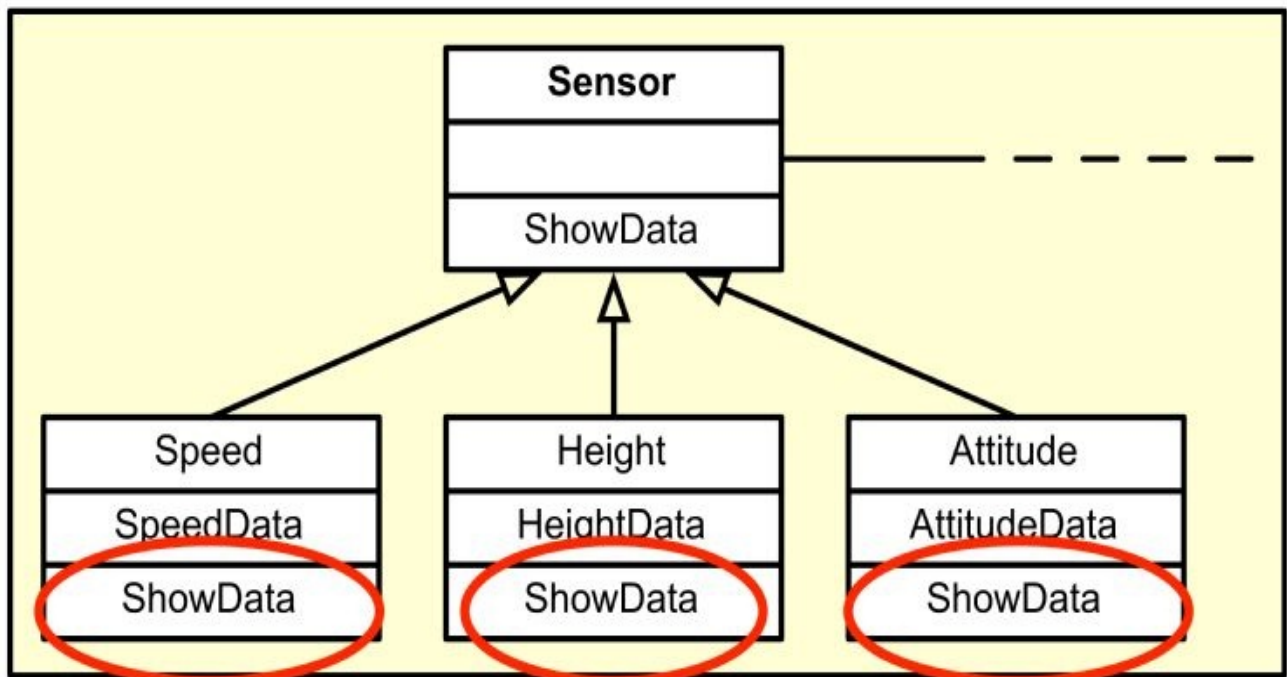 Sensor
ShowData
Speed
Height
Attitude
SpeedData
HeightData
AttitudeData
ShowData
ShowData
ShowData